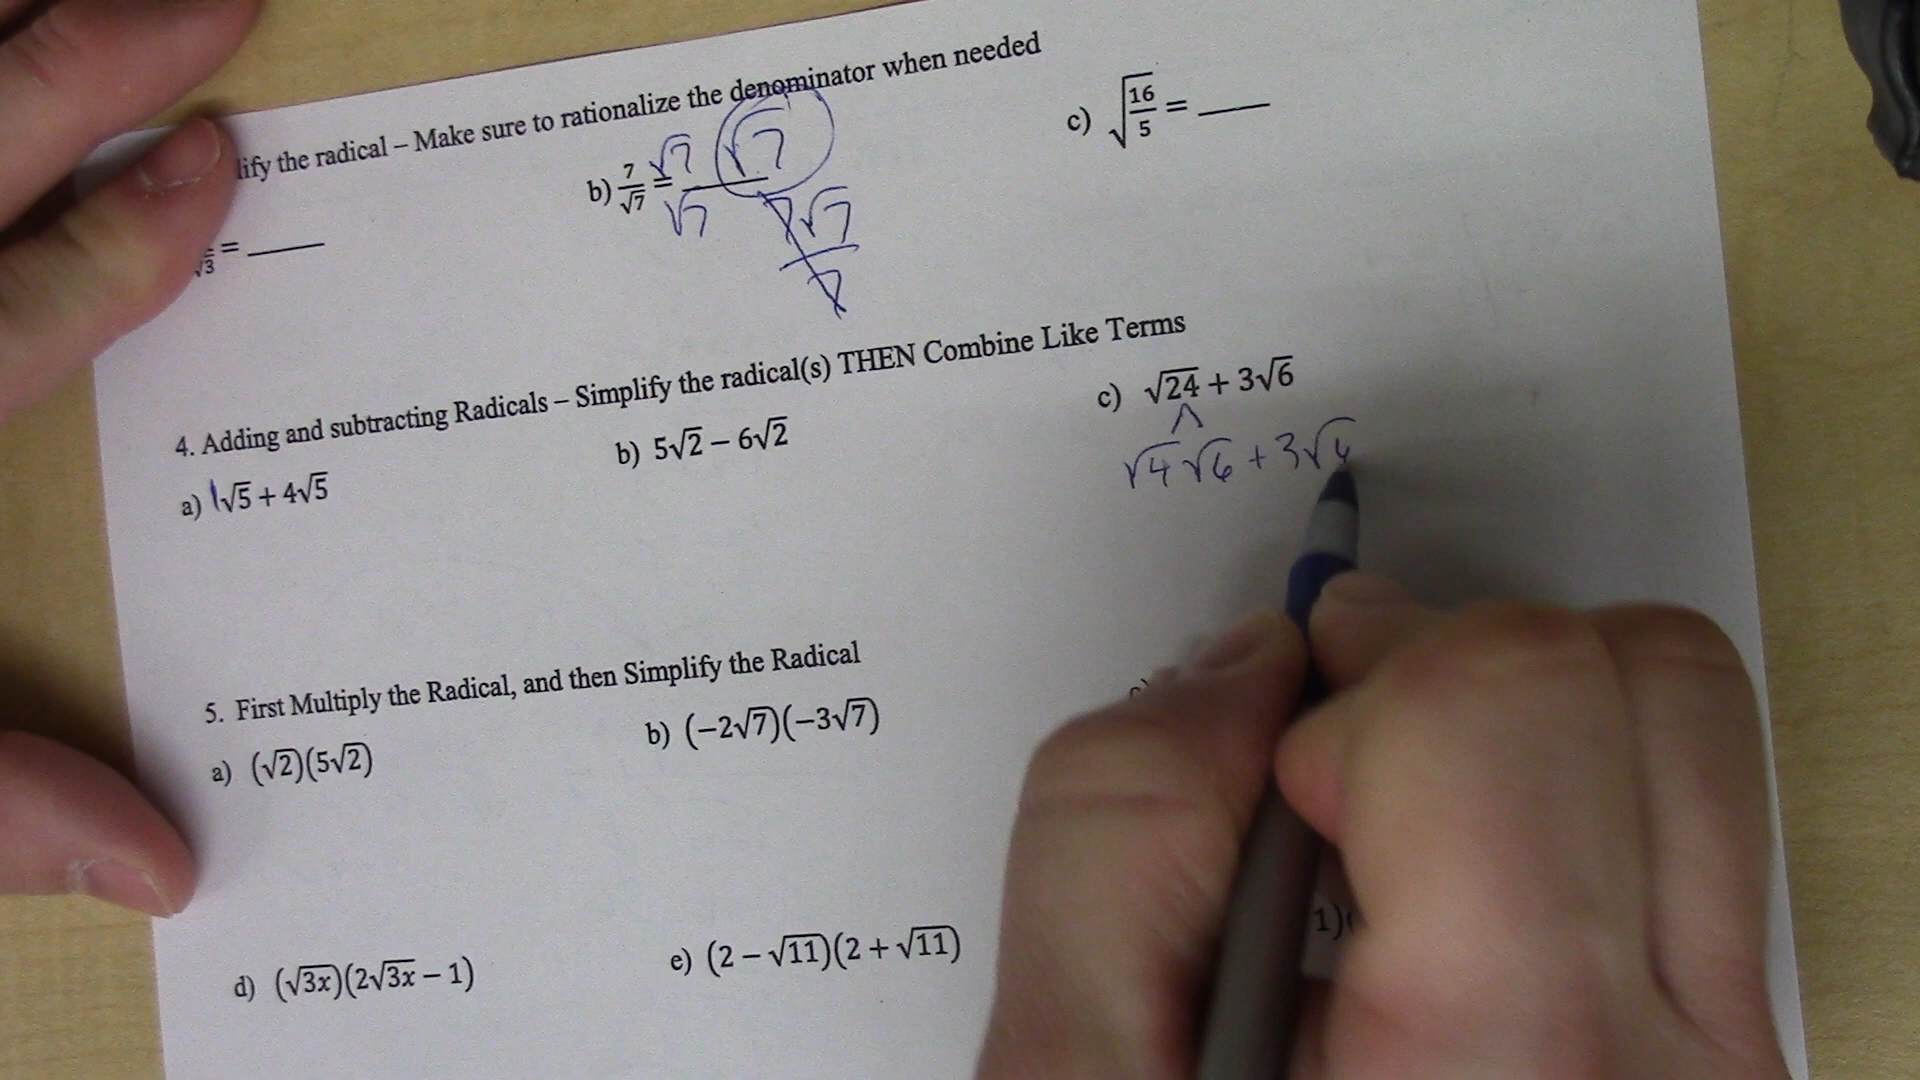 lify the radical – Make sure to rationalize the denominator when needed
√3 = ____
b) 7/√7 = √7 √7
√7
7√7
7
c) √16/5 = ____
4. Adding and subtracting Radicals – Simplify the radical(s) THEN Combine Like Terms
a) 1√5 + 4√5
b) 5√2 – 6√2
c) √24 + 3√6
√4 √6 + 3√6
5. First Multiply the Radical, and then Simplify the Radical
a) (√2)(5√2)
b) (−2√7)(−3√7)
d) (√3x)(2√3x – 1)
e) (2 – √11)(2 + √11)
1)(